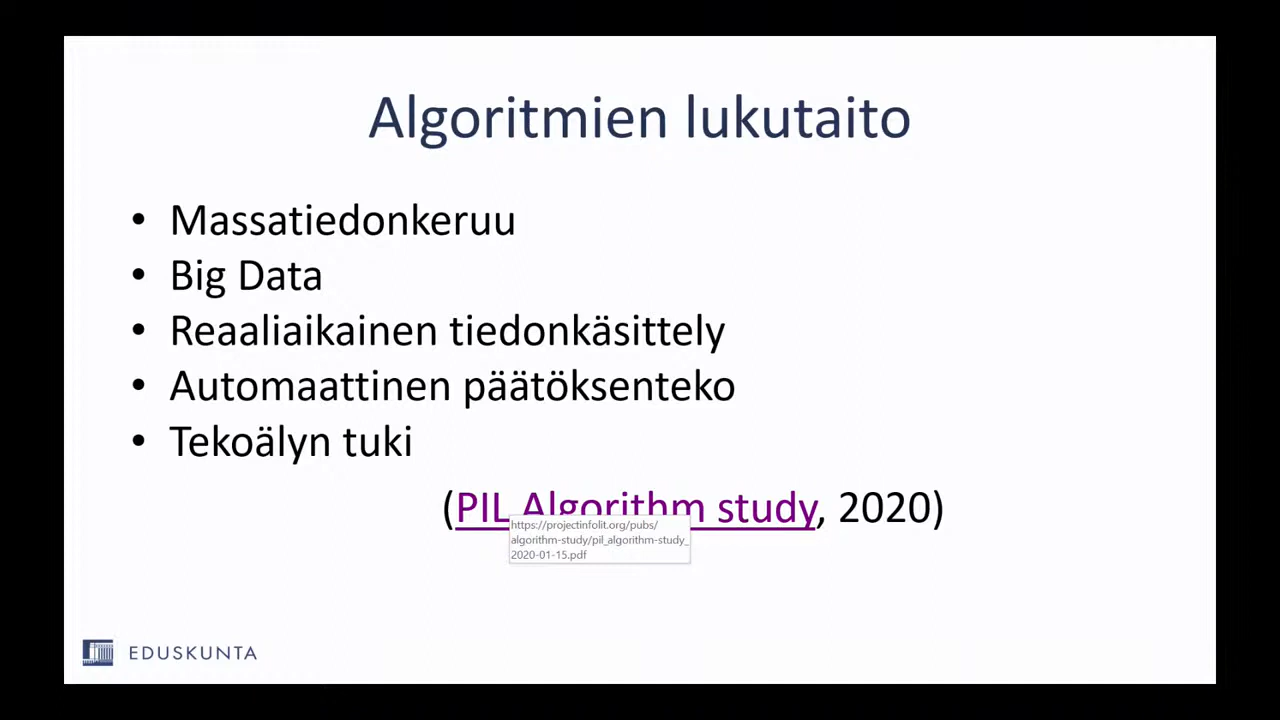 Algoritmien lukutaito
• Massatiedonkeruu
• Big Data
• Reaaliaikainen tiedonkäsittely
• Automaattinen päätöksenteko
• Tekoälyn tuki
(PIL Algorithm study, 2020)
https://projectinfolit.org/pubs/
algorithm-study/pil_algorithm-study_
2020-01-15.pdf
EDUSKUNTA